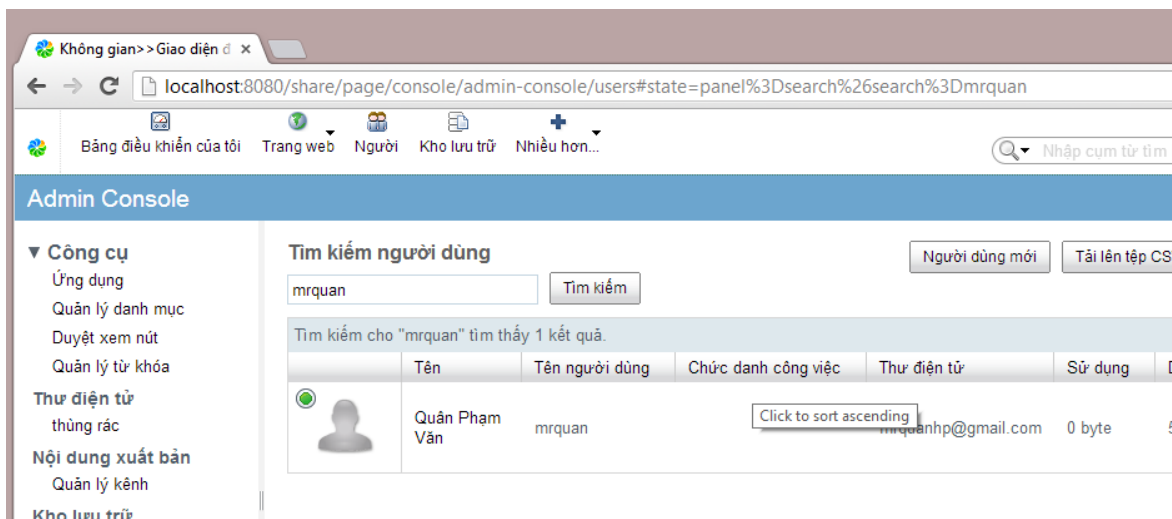 Không gian>>Giao diện đ
localhost:8080/share/page/console/admin-console/users#state=panel%3Dsearch%26search%3Dmrquan
Bảng điều khiển của tôi Trang web Người Kho lưu trữ Nhiều hơn...
Nhập cụm từ tìm
Admin Console
Công cụ
Ứng dụng
Quản lý danh mục
Duyệt xem nút
Quản lý từ khóa
Thư điện tử
thùng rác
Nội dung xuất bản
Quản lý kênh
Kho lưu trữ
Tìm kiếm người dùng
Người dùng mới Tải lên tệp CS
mrquan Tìm kiếm
Tìm kiếm cho "mrquan" tìm thấy 1 kết quả.
Tên Tên người dùng Chức danh công việc Thư điện tử Sử dụng
Click to sort ascending
Quân Phạm
Văn
mrquan mrquanhp@gmail.com 0 byte